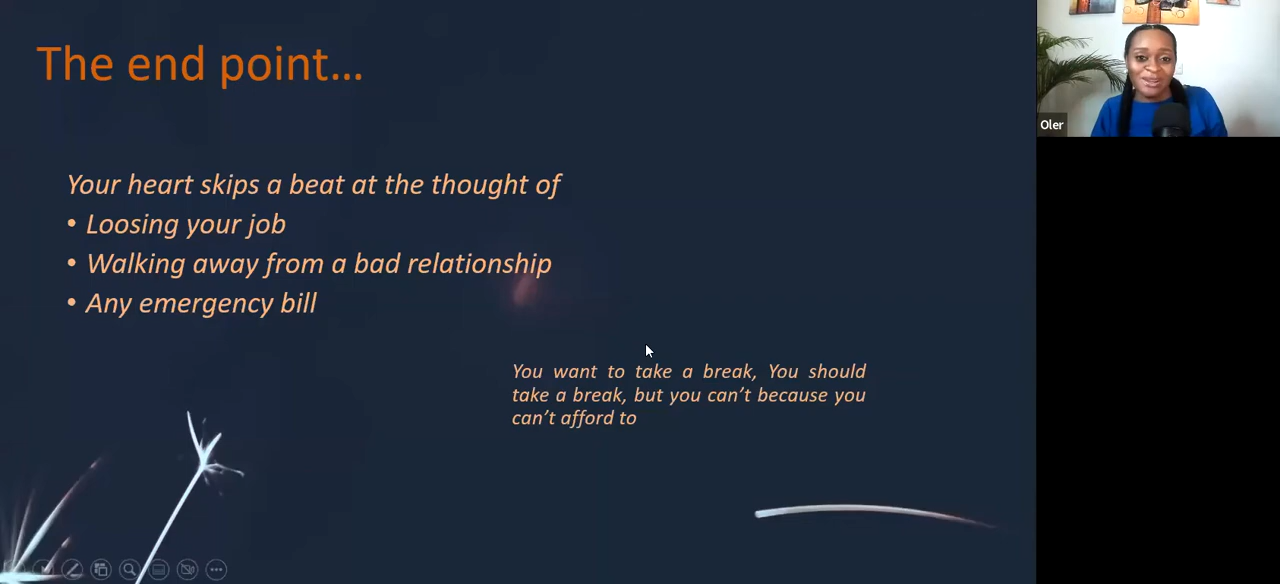 The end point...
Your heart skips a beat at the thought of
• Loosing your job
• Walking away from a bad relationship
• Any emergency bill
You want to take a break, You should
take a break, but you can't because you
can't afford to
Oler